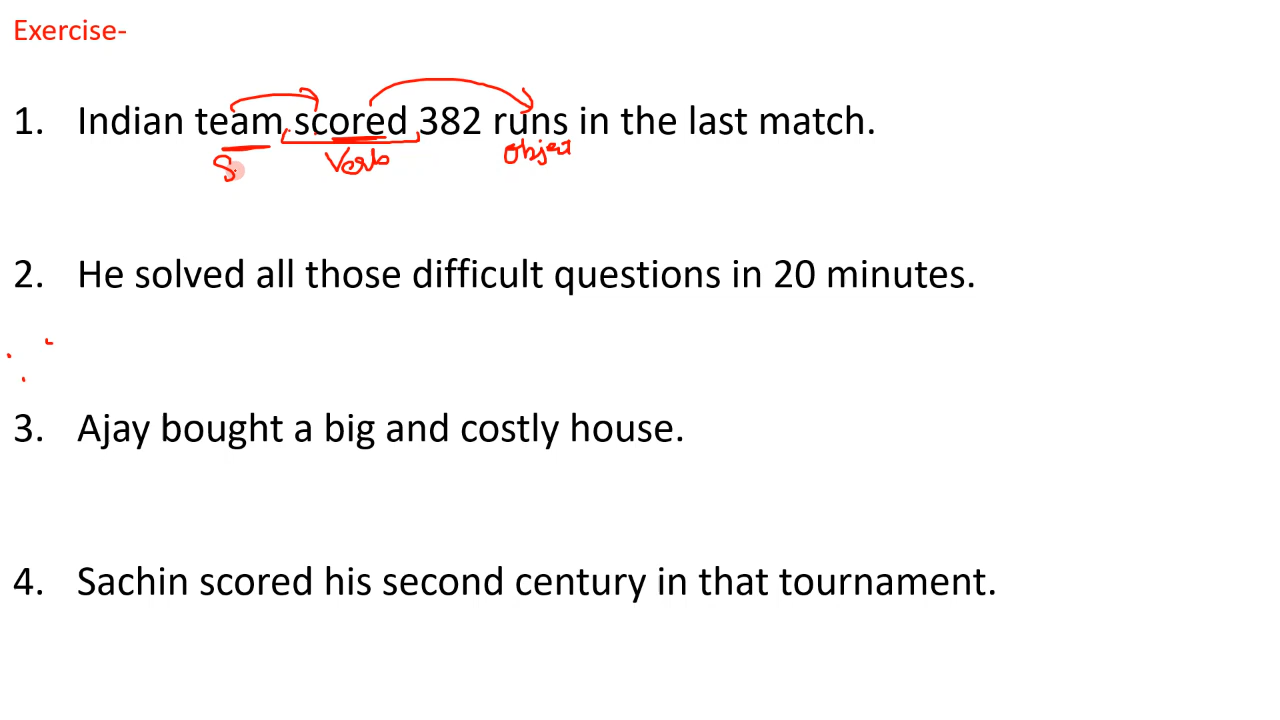 Exercise-
1. Indian team scored 382 runs in the last match.
S Verb Object
2. He solved all those difficult questions in 20 minutes.
3. Ajay bought a big and costly house.
4. Sachin scored his second century in that tournament.